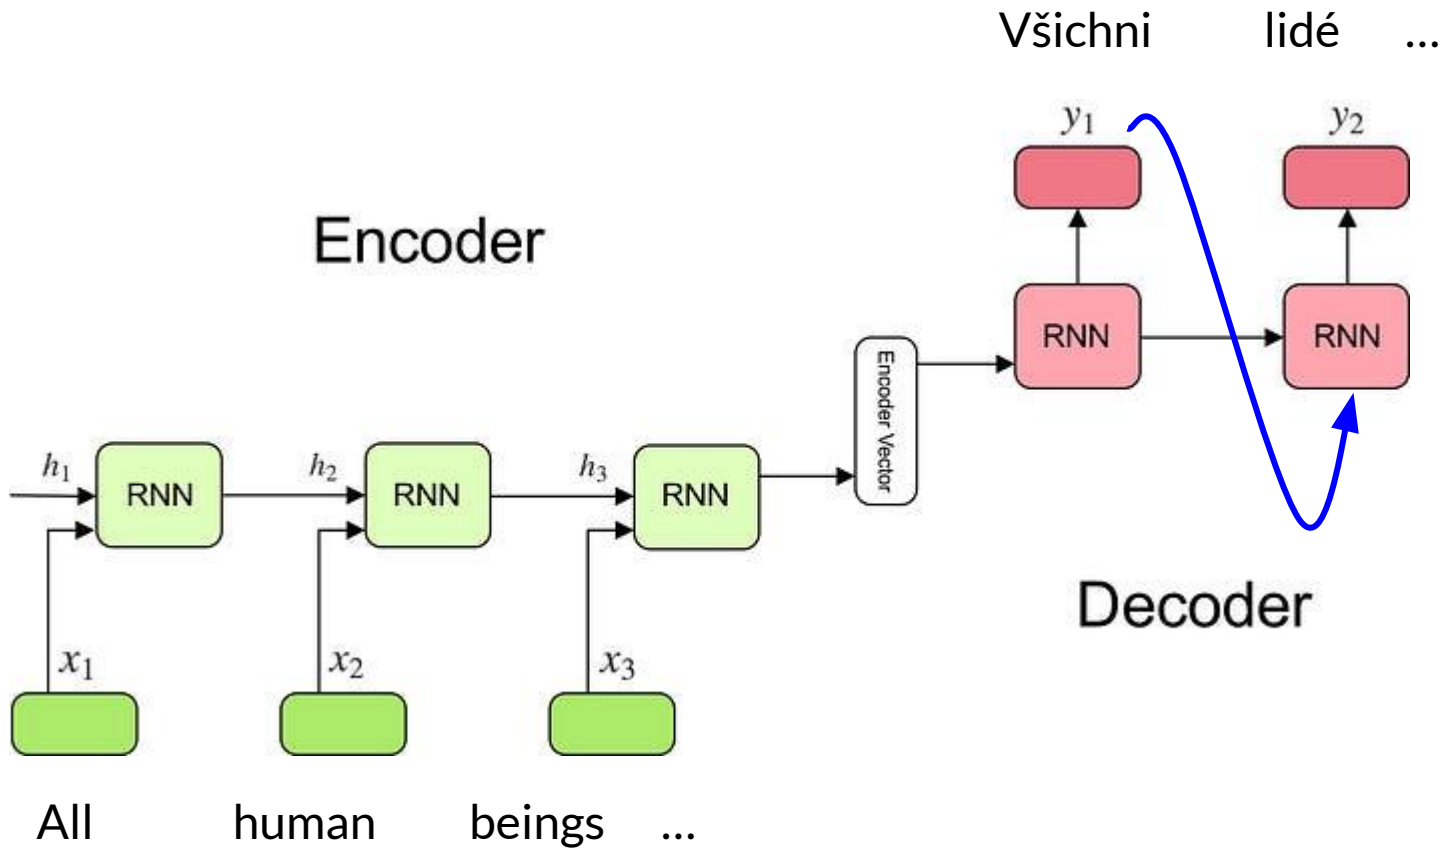 Všichni lidé ...
y1 y2
Encoder
RNN RNN
Encoder Vector
h1 h2 h3
RNN RNN RNN
Decoder
x1 x2 x3
All human beings ...